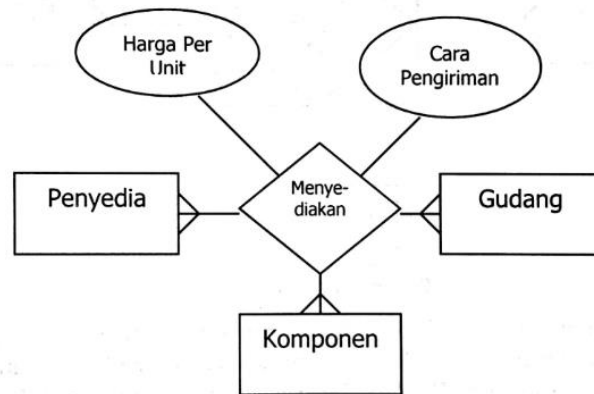 Harga Per
Unit
Cara
Pengiriman
Penyedia
Menye-
diakan
Gudang
Komponen